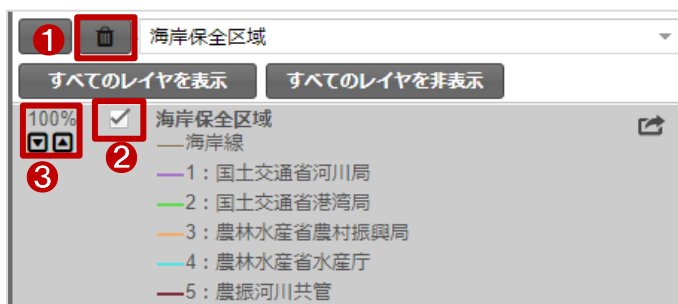 1 海岸保全区域
すべてのレイヤを表示 すべてのレイヤを非表示
100% 海岸保全区域
海岸線
2
3
1：国土交通省河川局
2：国土交通省港湾局
3：農林水産省農村振興局
4：農林水産省水産庁
5：農振河川共管